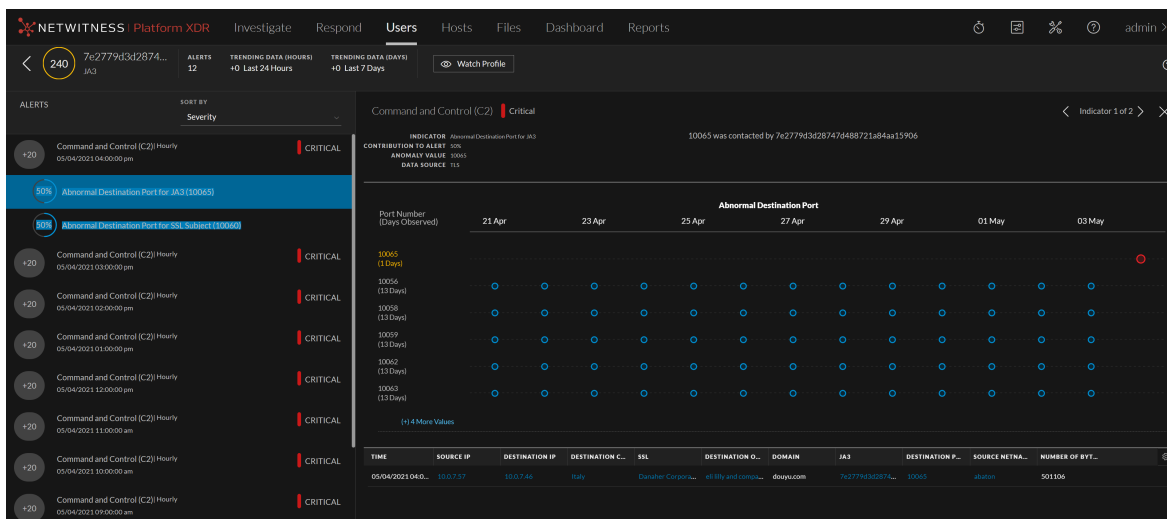 NETWITNESS | Platform XDR Investigate Respond Users Hosts Files Dashboard Reports admin
240 7e2779d3d2874... JA3 ALERTS 12 TRENDING DATA (HOURS) +0 Last 24 Hours TRENDING DATA (DAYS) +0 Last 7 Days Watch Profile
ALERTS
SORT BY
Severity
+20 Command and Control (C2)| Hourly CRITICAL
05/04/2021 04:00:00 pm
50% Abnormal Destination Port for JA3 (10065)
50% Abnormal Destination Port for SSL Subject (10060)
+20 Command and Control (C2)| Hourly CRITICAL
05/04/2021 03:00:00 pm
+20 Command and Control (C2)| Hourly CRITICAL
05/04/2021 02:00:00 pm
+20 Command and Control (C2)| Hourly CRITICAL
05/04/2021 01:00:00 pm
+20 Command and Control (C2)| Hourly CRITICAL
05/04/2021 12:00:00 pm
+20 Command and Control (C2)| Hourly CRITICAL
05/04/2021 11:00:00 am
+20 Command and Control (C2)| Hourly CRITICAL
05/04/2021 10:00:00 am
+20 Command and Control (C2)| Hourly CRITICAL
05/04/2021 09:00:00 am
Command and Control (C2) Critical Indicator 1 of 2
INDICATOR Abnormal Destination Port for JA3
CONTRIBUTION TO ALERT 50%
ANOMALY VALUE 10065
DATA SOURCE TLS
10065 was contacted by 7e2779d3d28747d488721a84aa15906
Abnormal Destination Port
Port Number
(Days Observed)
21 Apr 23 Apr 25 Apr 27 Apr 29 Apr 01 May 03 May
10065
(1 Days)
10056
(13 Days)
10058
(13 Days)
10059
(13 Days)
10062
(13 Days)
10063
(13 Days)
(+) 4 More Values
TIME SOURCE IP DESTINATION IP DESTINATION C... SSL DESTINATION O... DOMAIN JA3 DESTINATION P... SOURCE NETNA... NUMBER OF BYT...
05/04/2021 04:0... 10.0.7.57 10.0.7.46 Italy Danaher Corpora... eli lilly and compa... douyu.com 7e2779d3d2874... 10065 abaton 501106